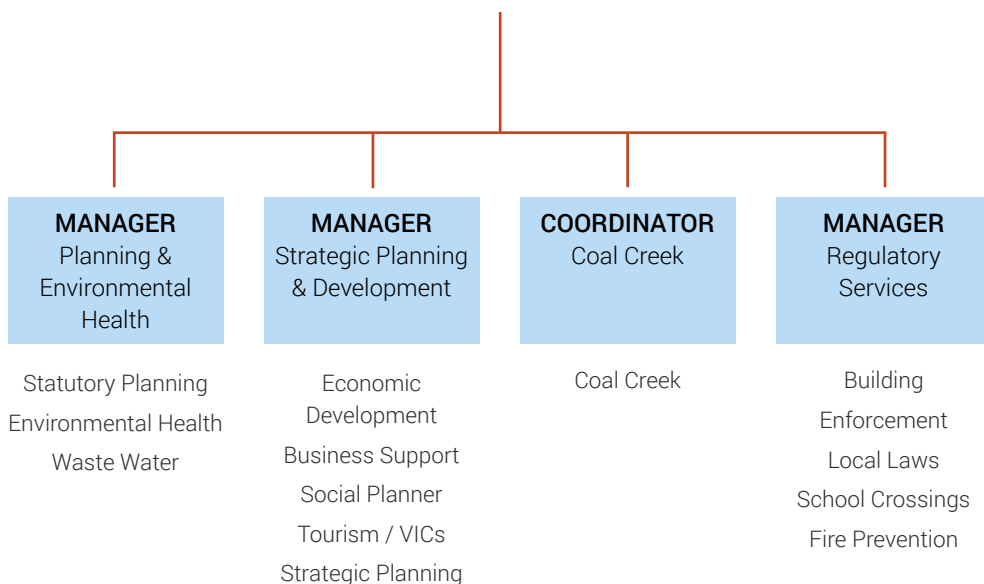 MANAGER
Planning &
Environmental
Health
Statutory Planning
Environmental Health
Waste Water
MANAGER
Strategic Planning
& Development
Economic
Development
Business Support
Social Planner
Tourism / VICs
Strategic Planning
COORDINATOR
Coal Creek
Coal Creek
MANAGER
Regulatory
Services
Building
Enforcement
Local Laws
School Crossings
Fire Prevention